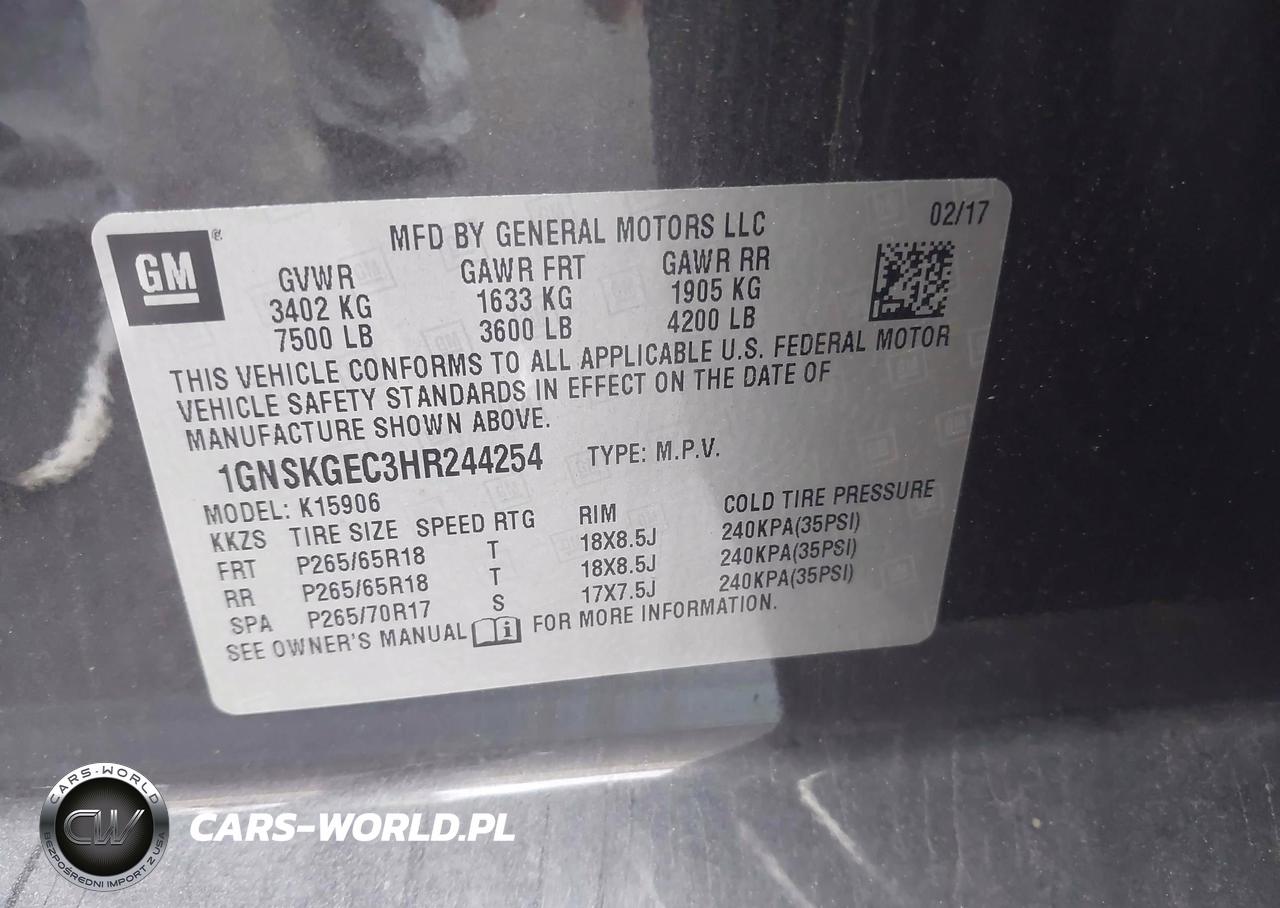 GM
®
MFD BY GENERAL MOTORS LLC
02/17
GVWR GAWR FRT GAWR RR
3402 KG 1633 KG 1905 KG
7500 LB 3600 LB 4200 LB
THIS VEHICLE CONFORMS TO ALL APPLICABLE U.S. FEDERAL MOTOR
VEHICLE SAFETY STANDARDS IN EFFECT ON THE DATE OF
MANUFACTURE SHOWN ABOVE.
1GNSKGEC3HR244254 TYPE: M.P.V.
MODEL: K15906
KKZS TIRE SIZE SPEED RTG RIM COLD TIRE PRESSURE
FRT P265/65R18 T 18X8.5J 240KPA(35PSI)
RR P265/65R18 T 18X8.5J 240KPA(35PSI)
SPA P265/70R17 S 17X7.5J 240KPA(35PSI)
SEE OWNER'S MANUAL i FOR MORE INFORMATION.
CARS-WORLD
CW
BEZPOŚREDNI IMPORT Z USA
CARS-WORLD.PL